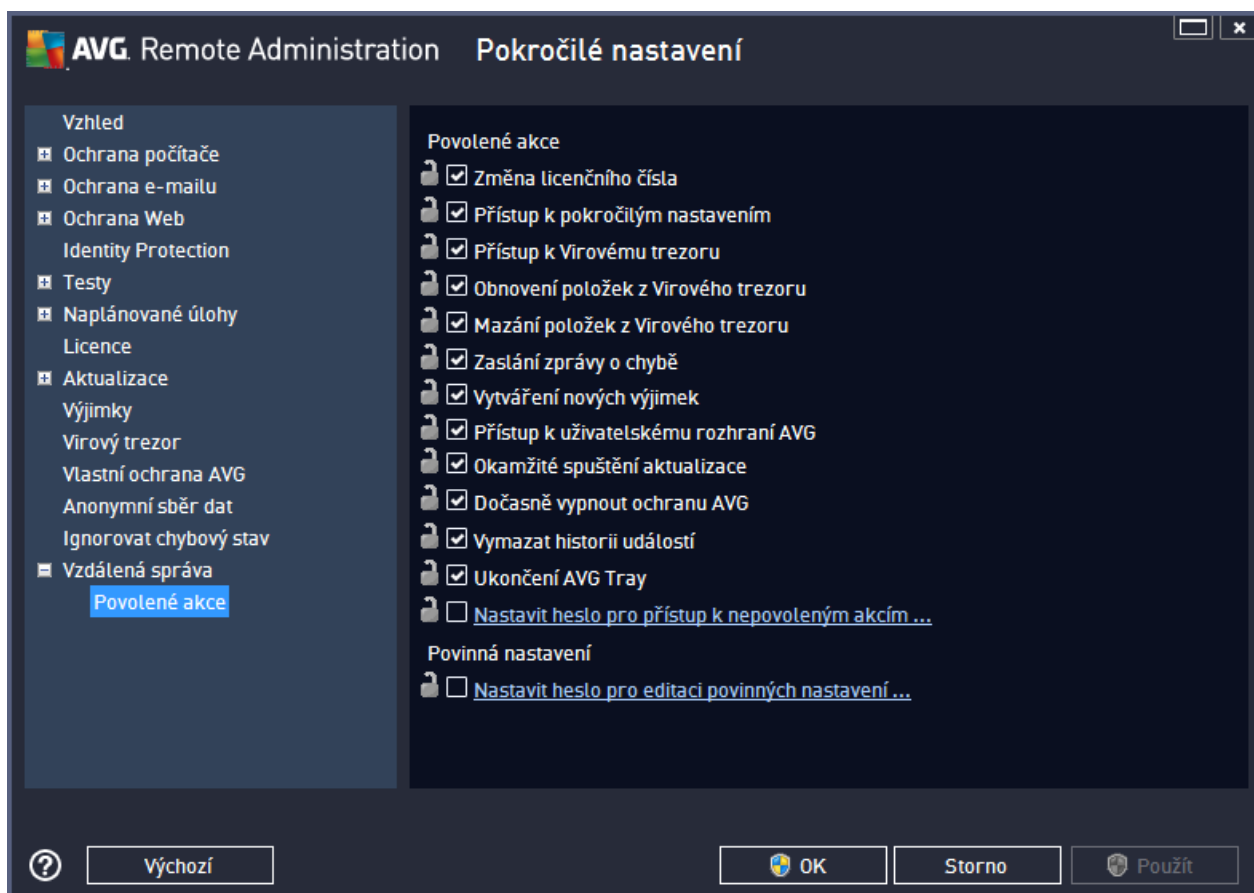 AVG. Remote Administration Pokročilé nastavení
Vzhled
Ochrana počítače
Ochrana e-mailu
Ochrana Web
Identity Protection
Testy
Naplánované úlohy
Licence
Aktualizace
Výjimky
Virový trezor
Vlastní ochrana AVG
Anonymní sběr dat
Ignorovat chybový stav
Vzdálená správa
Povolené akce
Povolené akce
Změna licenčního čísla
Přístup k pokročilým nastavením
Přístup k Virovému trezoru
Obnovení položek z Virového trezoru
Mazání položek z Virového trezoru
Zaslání zprávy o chybě
Vytváření nových výjimek
Přístup k uživatelskému rozhraní AVG
Okamžité spuštění aktualizace
Dočasně vypnout ochranu AVG
Vymazat historii událostí
Ukončení AVG Tray
Nastavit heslo pro přístup k nepovoleným akcím ...
Povinná nastavení
Nastavit heslo pro editaci povinných nastavení ...
Výchozí
OK
Storno
Použít